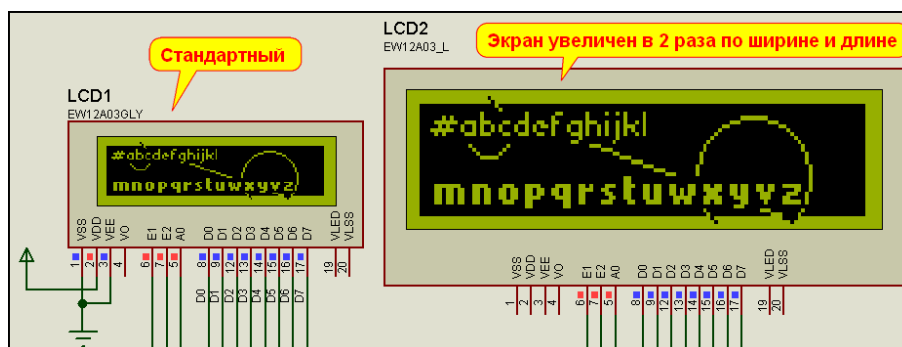 LCD1
EW12A03GLY
Стандартный
#abcdefghijkl
mnopqrstuwxyvz
VSS VDD VEE VO E1 E2 A0 D0 D1 D2 D3 D4 D5 D6 D7 VLED VLSS
1 2 3 4 6 7 5 8 9 12 13 14 15 16 17 19 20
D0 D1 D2 D3 D4 D5 D6 D7
LCD2
EW12A03_L
Экран увеличен в 2 раза по ширине и длине
#abcdefghijkl
mnopqrstuwxyvz
VSS VDD VEE VO E1 E2 A0 D0 D1 D2 D3 D4 D5 D6 D7 VLED VLSS
1 2 3 4 6 7 5 8 9 12 13 14 15 16 17 19 20